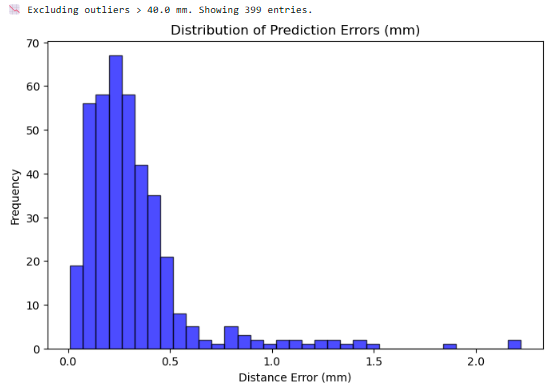 Excluding outliers > 40.0 mm. Showing 399 entries.
Distribution of Prediction Errors (mm)
70
60
50
40
30
20
10
0
Frequency
0.0 0.5 1.0 1.5 2.0
Distance Error (mm)